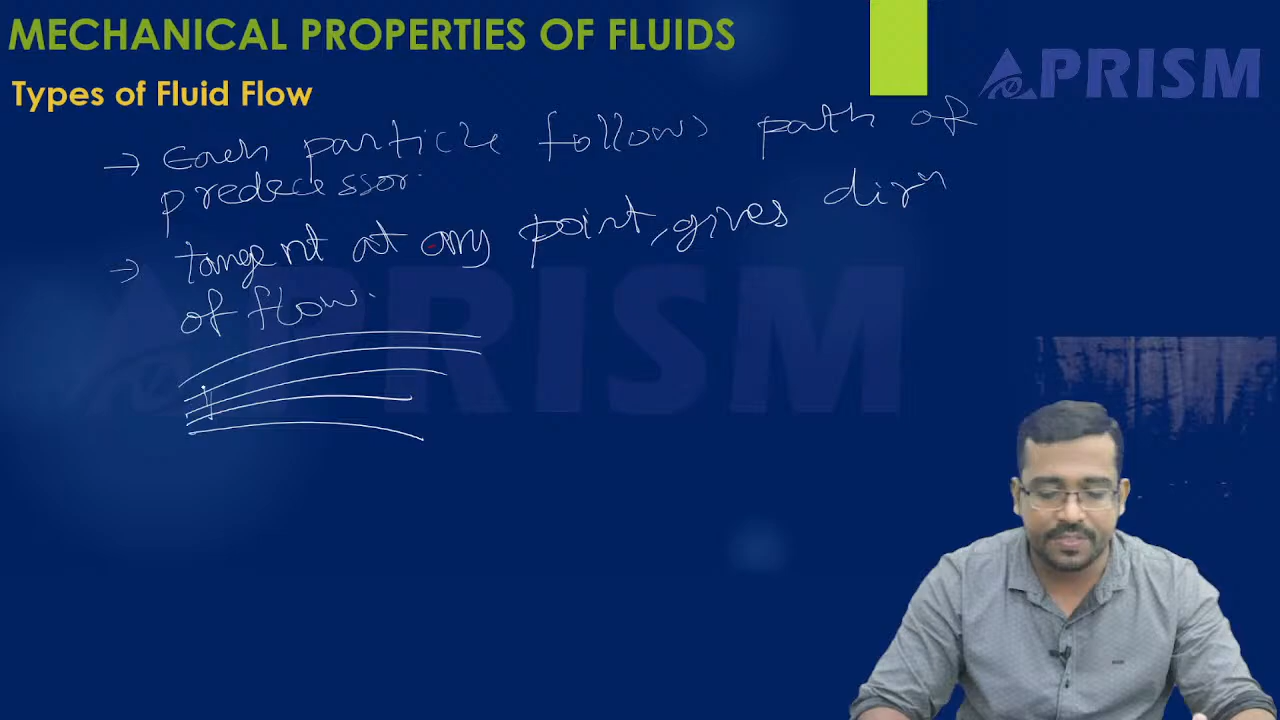 MECHANICAL PROPERTIES OF FLUIDS
PRISM
Types of Fluid Flow
→ Each particle follows path of
predecessor.
→ tangent at any point, gives dirn
of flow.
PRISM